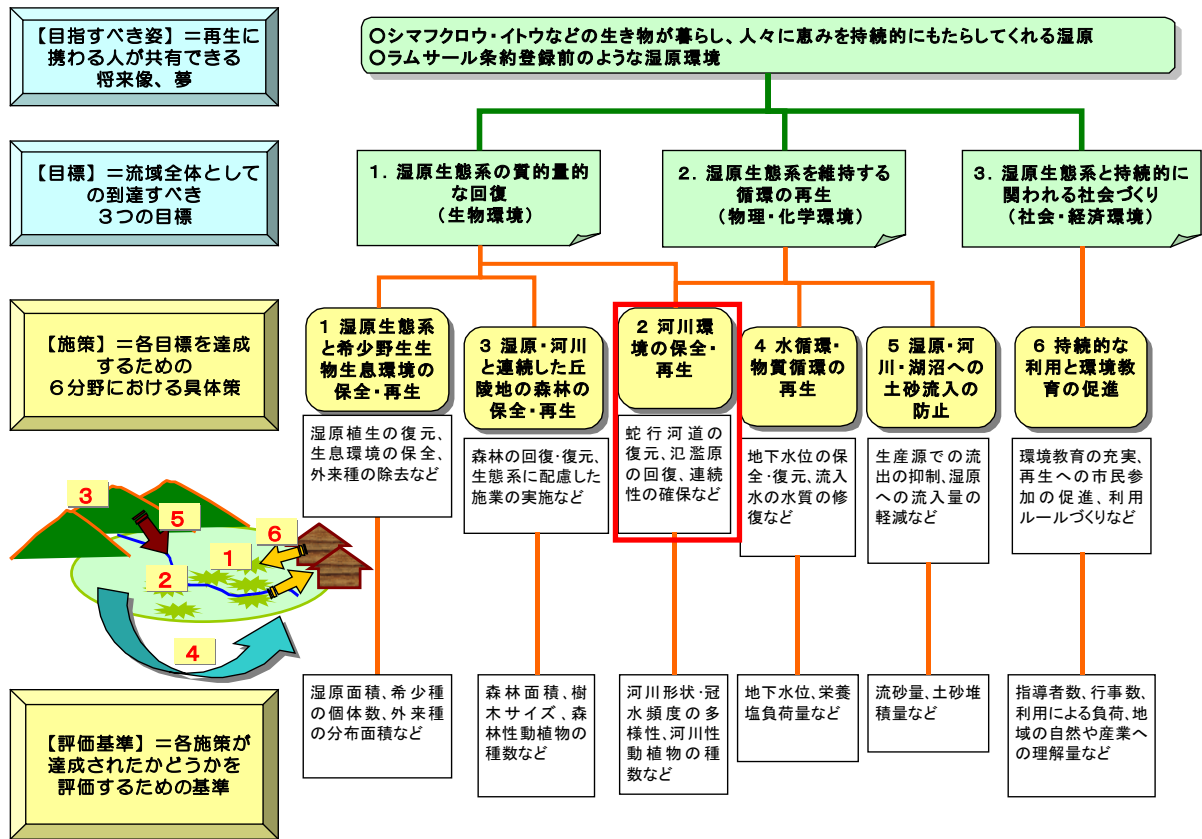 【目指すべき姿】＝再生に
携わる人が共有できる
将来像、夢
○シマフクロウ・イトウなどの生き物が暮らし、人々に恵みを持続的にもたらしてくれる湿原
○ラムサール条約登録前のような湿原環境
【目標】＝流域全体として
の到達すべき
３つの目標
１．湿原生態系の質的量的
な回復
（生物環境）
２．湿原生態系を維持する
循環の再生
（物理・化学環境）
３．湿原生態系と持続的に
関われる社会づくり
（社会・経済環境）
【施策】＝各目標を達成
するための
６分野における具体策
１ 湿原生態系
と希少野生生
物生息環境の
保全・再生
湿原植生の復元、
生息環境の保全、
外来種の除去など
３ 湿原・河川
と連続した丘
陵地の森林の
保全・再生
森林の回復・復元、
生態系に配慮した
施業の実施など
２ 河川環
境の保全・
再生
蛇行河道の
復元、氾濫原
の回復、連続
性の確保など
４ 水循環・
物質循環の
再生
地下水位の保
全・復元、流入
水の水質の修
復など
５ 湿原・河
川・湖沼への
土砂流入の
防止
生産源での流
出の抑制、湿原
への流入量の
軽減など
６ 持続的な
利用と環境教
育の促進
環境教育の充実、
再生への市民参
加の促進、利用
ルールづくりなど
3
5
6
1
2
4
【評価基準】＝各施策が
達成されたかどうかを
評価するための基準
湿原面積、希少種
の個体数、外来種
の分布面積など
森林面積、樹
木サイズ、森
林性動植物の
種数など
河川形状・冠
水頻度の多
様性、河川性
動植物の種
数など
地下水位、栄養
塩負荷量など
流砂量、土砂堆
積量など
指導者数、行事数、
利用による負荷、地
域の自然や産業へ
の理解量など